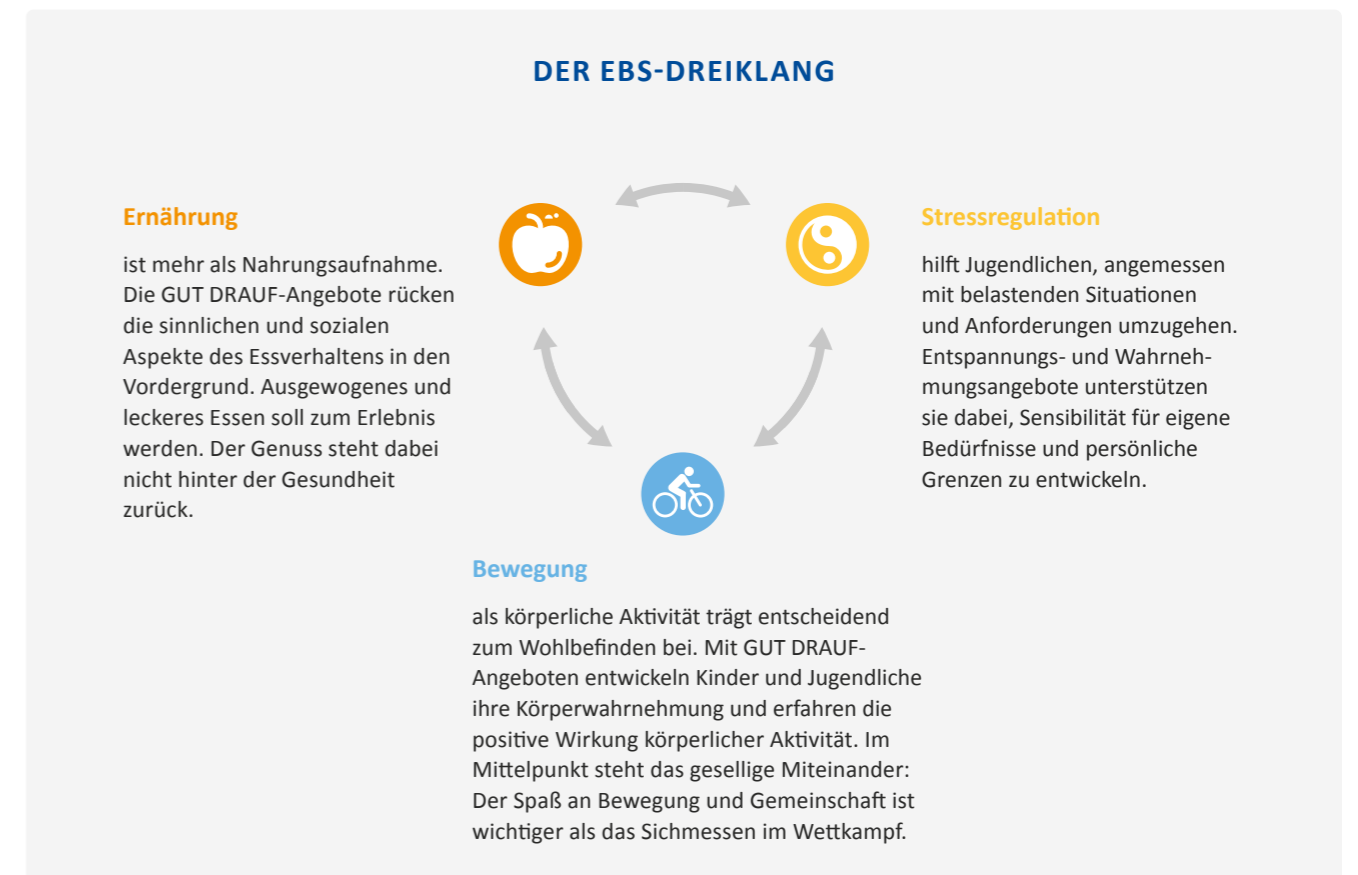 DER EBS-DREIKLANG
Ernährung
ist mehr als Nahrungsaufnahme.
Die GUT DRAUF-Angebote rücken
die sinnlichen und sozialen
Aspekte des Essverhaltens in den
Vordergrund. Ausgewogenes und
leckeres Essen soll zum Erlebnis
werden. Der Genuss steht dabei
nicht hinter der Gesundheit
zurück.
Stressregulation
hilft Jugendlichen, angemessen
mit belastenden Situationen
und Anforderungen umzugehen.
Entspannungs- und Wahrneh-
mungsangebote unterstützen
sie dabei, Sensibilität für eigene
Bedürfnisse und persönliche
Grenzen zu entwickeln.
Bewegung
als körperliche Aktivität trägt entscheidend
zum Wohlbefinden bei. Mit GUT DRAUF-
Angeboten entwickeln Kinder und Jugendliche
ihre Körperwahrnehmung und erfahren die
positive Wirkung körperlicher Aktivität. Im
Mittelpunkt steht das gesellige Miteinander:
Der Spaß an Bewegung und Gemeinschaft ist
wichtiger als das Sichmessen im Wettkampf.